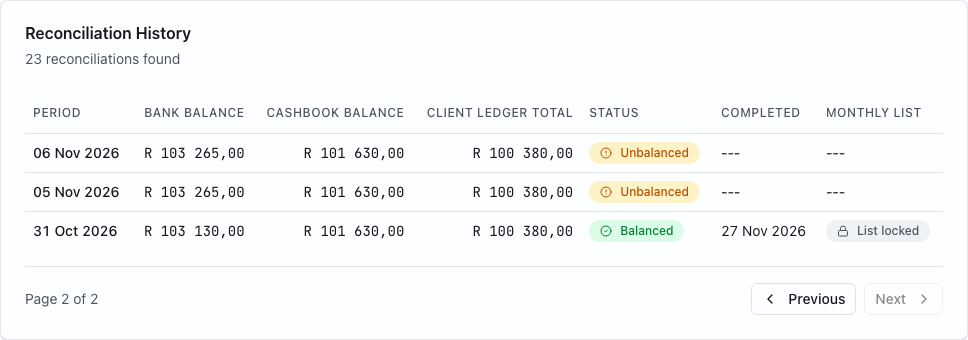 Reconciliation History
23 reconciliations found
PERIOD BANK BALANCE CASHBOOK BALANCE CLIENT LEDGER TOTAL STATUS COMPLETED MONTHLY LIST
06 Nov 2026 R 103 265,00 R 101 630,00 R 100 380,00 Unbalanced --- ---
05 Nov 2026 R 103 265,00 R 101 630,00 R 100 380,00 Unbalanced --- ---
31 Oct 2026 R 103 130,00 R 101 630,00 R 100 380,00 Balanced 27 Nov 2026 List locked
Page 2 of 2 Previous Next